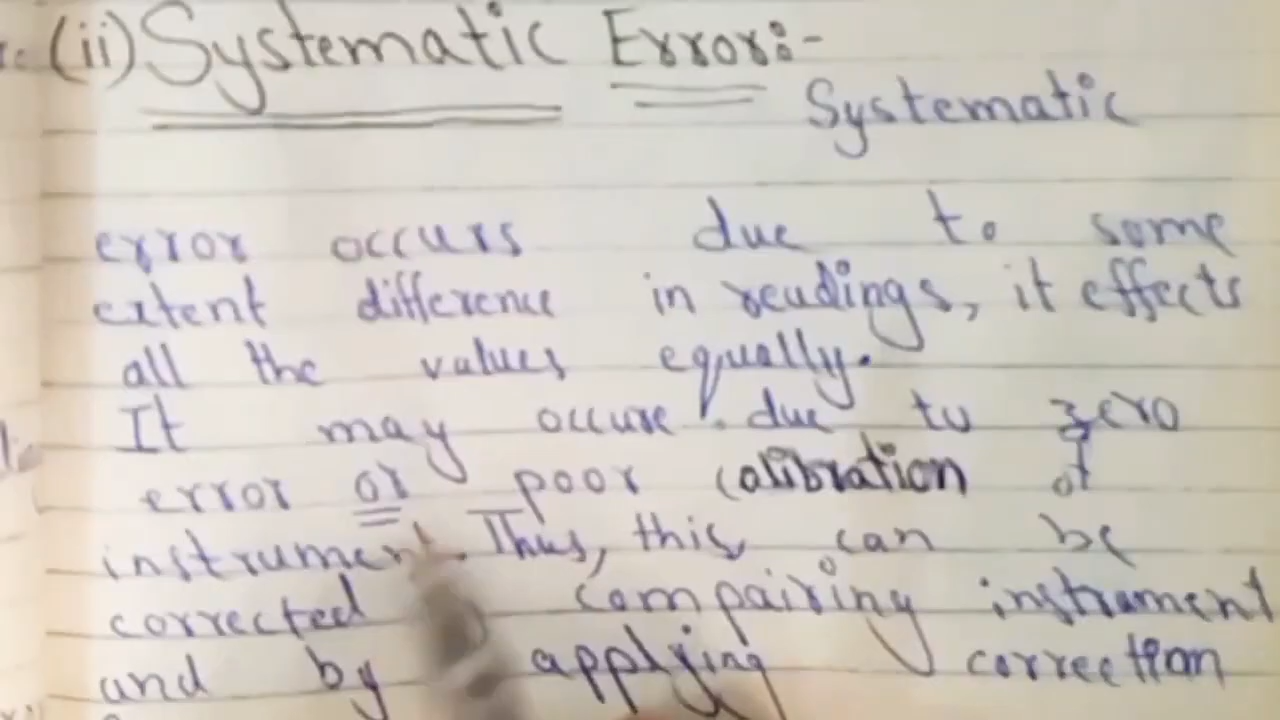 (ii) Systematic Error:-
Systematic
error occurs due to some
extent difference in readings, it effects
all the values equally.
It may occure due to zero
error or poor calibration of
instrument. Thus, this can be
corrected compairing instrument
and by applying correction